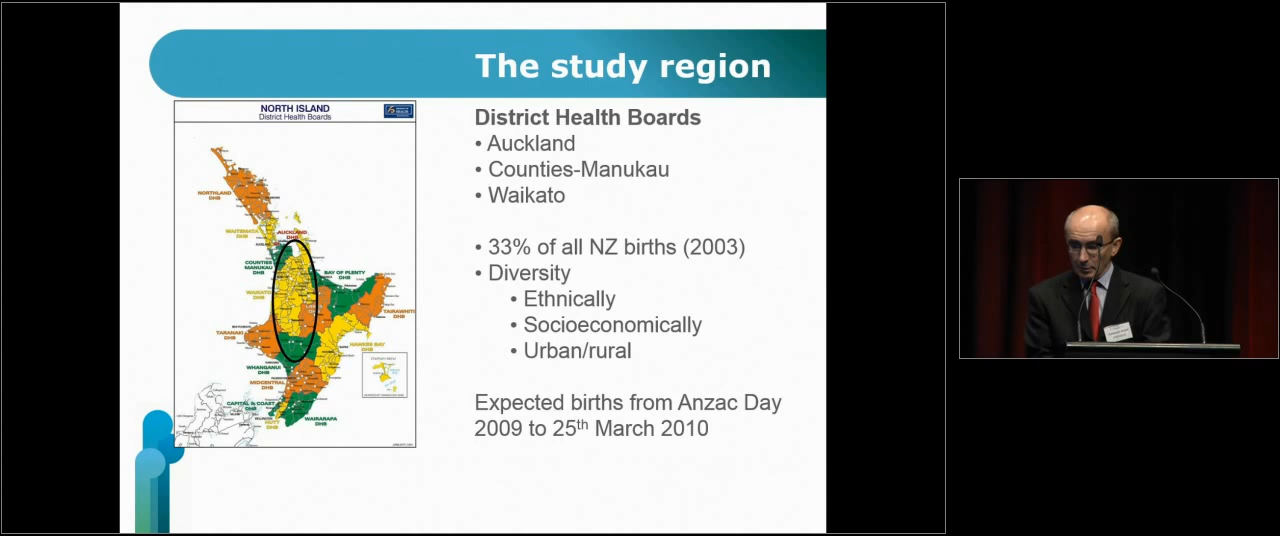 The study region
NORTH ISLAND
District Health Boards
NORTHLAND
DHB
WAITEMATA
DHB
AUCKLAND
DHB
COUNTIES
MANUKAU
DHB
BAY OF PLENTY
DHB
WAIKATO
DHB
LAKES
TAIRAWHITI
DHB
TARANAKI
DHB
HAWKES BAY
DHB
WHANGANUI
DHB
MIDCENTRAL
DHB
CAPITAL & COAST
DHB
HUTT
DHB
WAIRARAPA
DHB
District Health Boards
• Auckland
• Counties-Manukau
• Waikato
• 33% of all NZ births (2003)
• Diversity
• Ethnically
• Socioeconomically
• Urban/rural
Expected births from Anzac Day
2009 to 25th March 2010